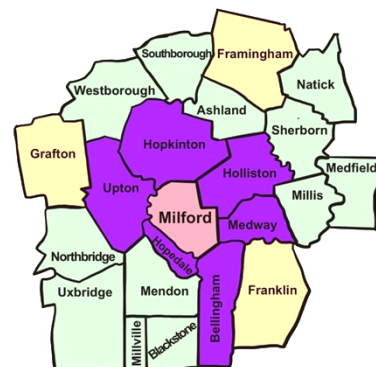 Southborough
Framingham
Natick
Westborough
Ashland
Sherborn
Hopkinton
Grafton
Holliston
Medfield
Upton
Millis
Milford
Medway
Hopedale
Northbridge
Uxbridge
Mendon
Franklin
Bellingham
Millville
Blackstone